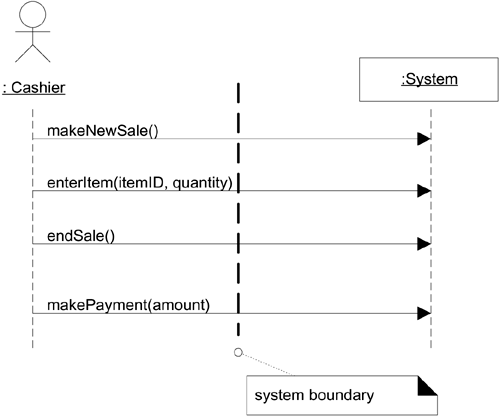 : Cashier
:System
makeNewSale()
enterItem(itemID, quantity)
endSale()
makePayment(amount)
system boundary